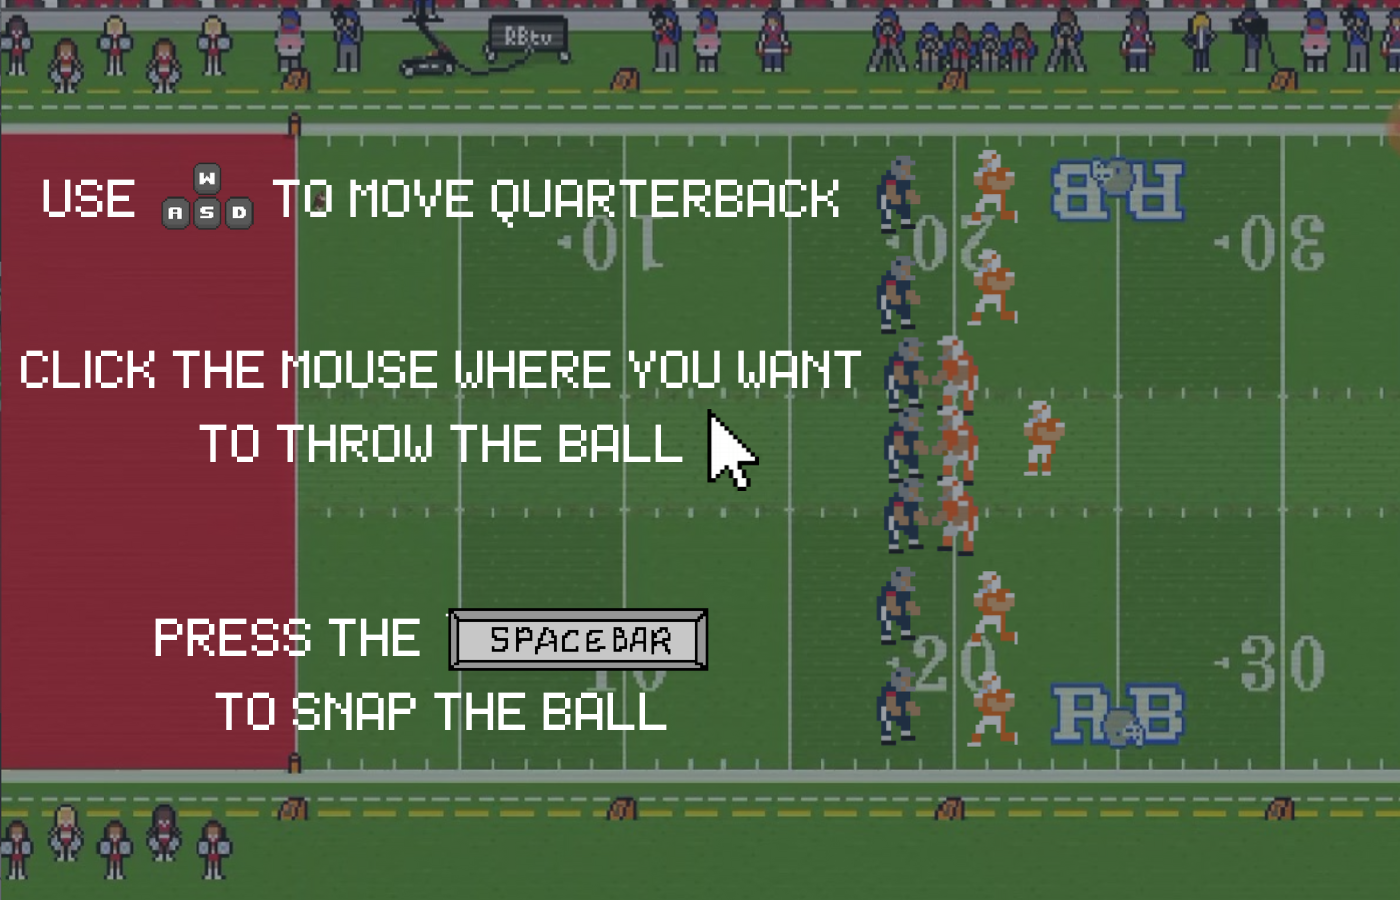 RBtv
USE W A S D TO MOVE QUARTERBACK
10 20 30
RB
CLICK THE MOUSE WHERE YOU WANT
TO THROW THE BALL
PRESS THE SPACEBAR
10 20 30
TO SNAP THE BALL
RB